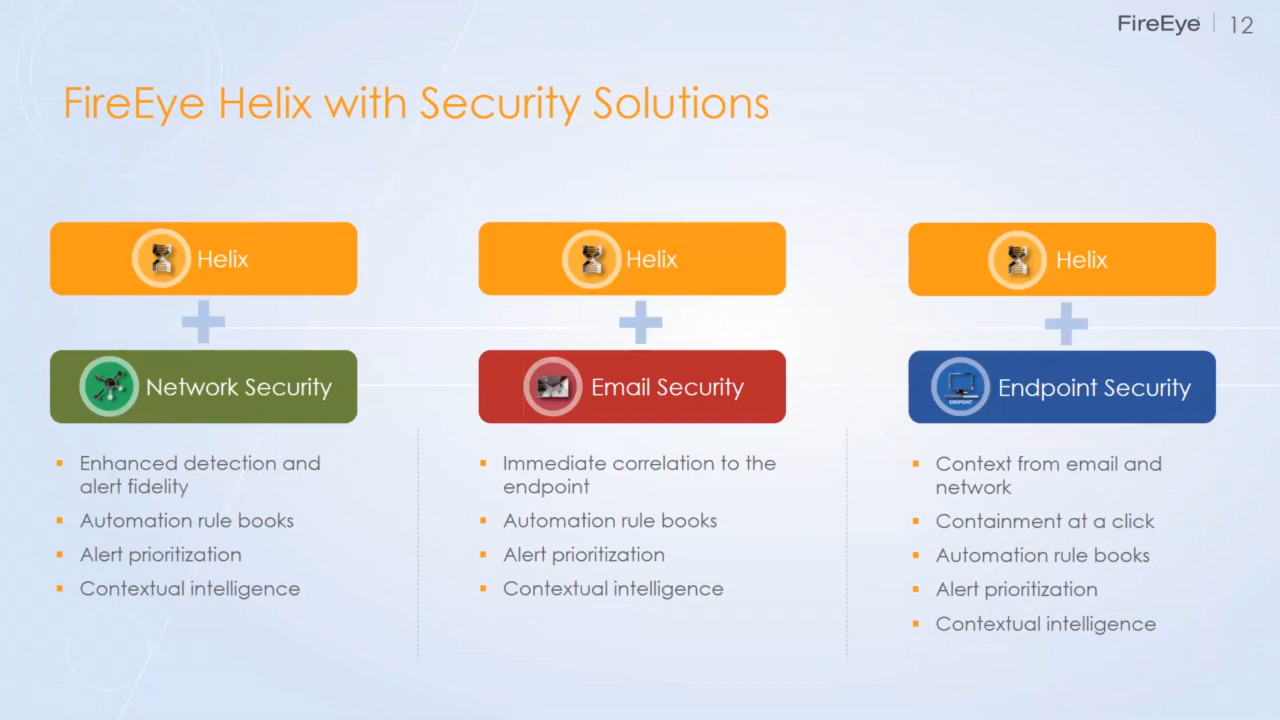 FireEye | 12
FireEye Helix with Security Solutions
Helix
Network Security
Enhanced detection and
alert fidelity
Automation rule books
Alert prioritization
Contextual intelligence
Helix
Email Security
Immediate correlation to the
endpoint
Automation rule books
Alert prioritization
Contextual intelligence
Helix
ENDPOINT
Endpoint Security
Context from email and
network
Containment at a click
Automation rule books
Alert prioritization
Contextual intelligence